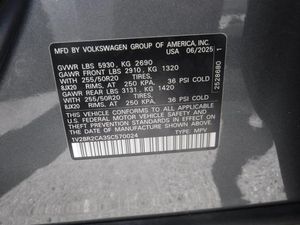 MFD BY VOLKSWAGEN GROUP OF AMERICA, INC.
USA 06/2025
GVWR LBS 5930, KG 2690
GAWR FRONT LBS 2910, KG 1320
WITH 255/50R20 TIRES,
8JX20 RIMS, AT 250 KPA, 36 PSI COLD
GAWR REAR LBS 3131, KG 1420
WITH 255/50R20 TIRES,
8JX20 RIMS, AT 250 KPA, 36 PSI COLD
THIS VEHICLE CONFORMS TO ALL APPLICABLE
U.S. FEDERAL MOTOR VEHICLE SAFETY AND
THEFT PREVENTION STANDARDS IN EFFECT ON
THE DATE OF MANUFACTURE SHOWN ABOVE.
1V2BR2CA3SC570024 TYPE: MPV
2528680